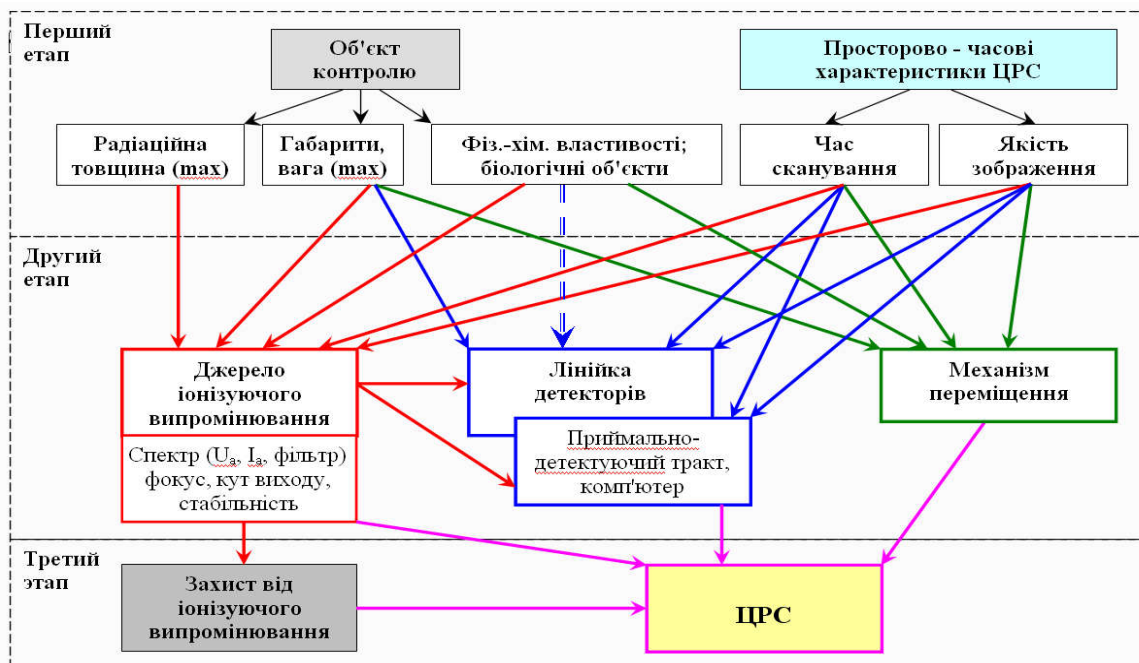 Перший
етап
Об'єкт
контролю
Просторово - часові
характеристики ЦРС
Радіаційна
товщина (max)
Габарити,
вага (max)
Фіз.-хім. властивості;
біологічні об'єкти
Час
сканування
Якість
зображення
Другий
етап
Джерело
іонізуючого
випромінювання
Спектр (Uₐ, Iₐ, фільтр)
фокус, кут виходу,
стабільність
Лінійка
детекторів
Приймально-
детектуючий тракт,
комп'ютер
Механізм
переміщення
Третий
этап
Захист від
іонізуючого
випромінювання
ЦРС